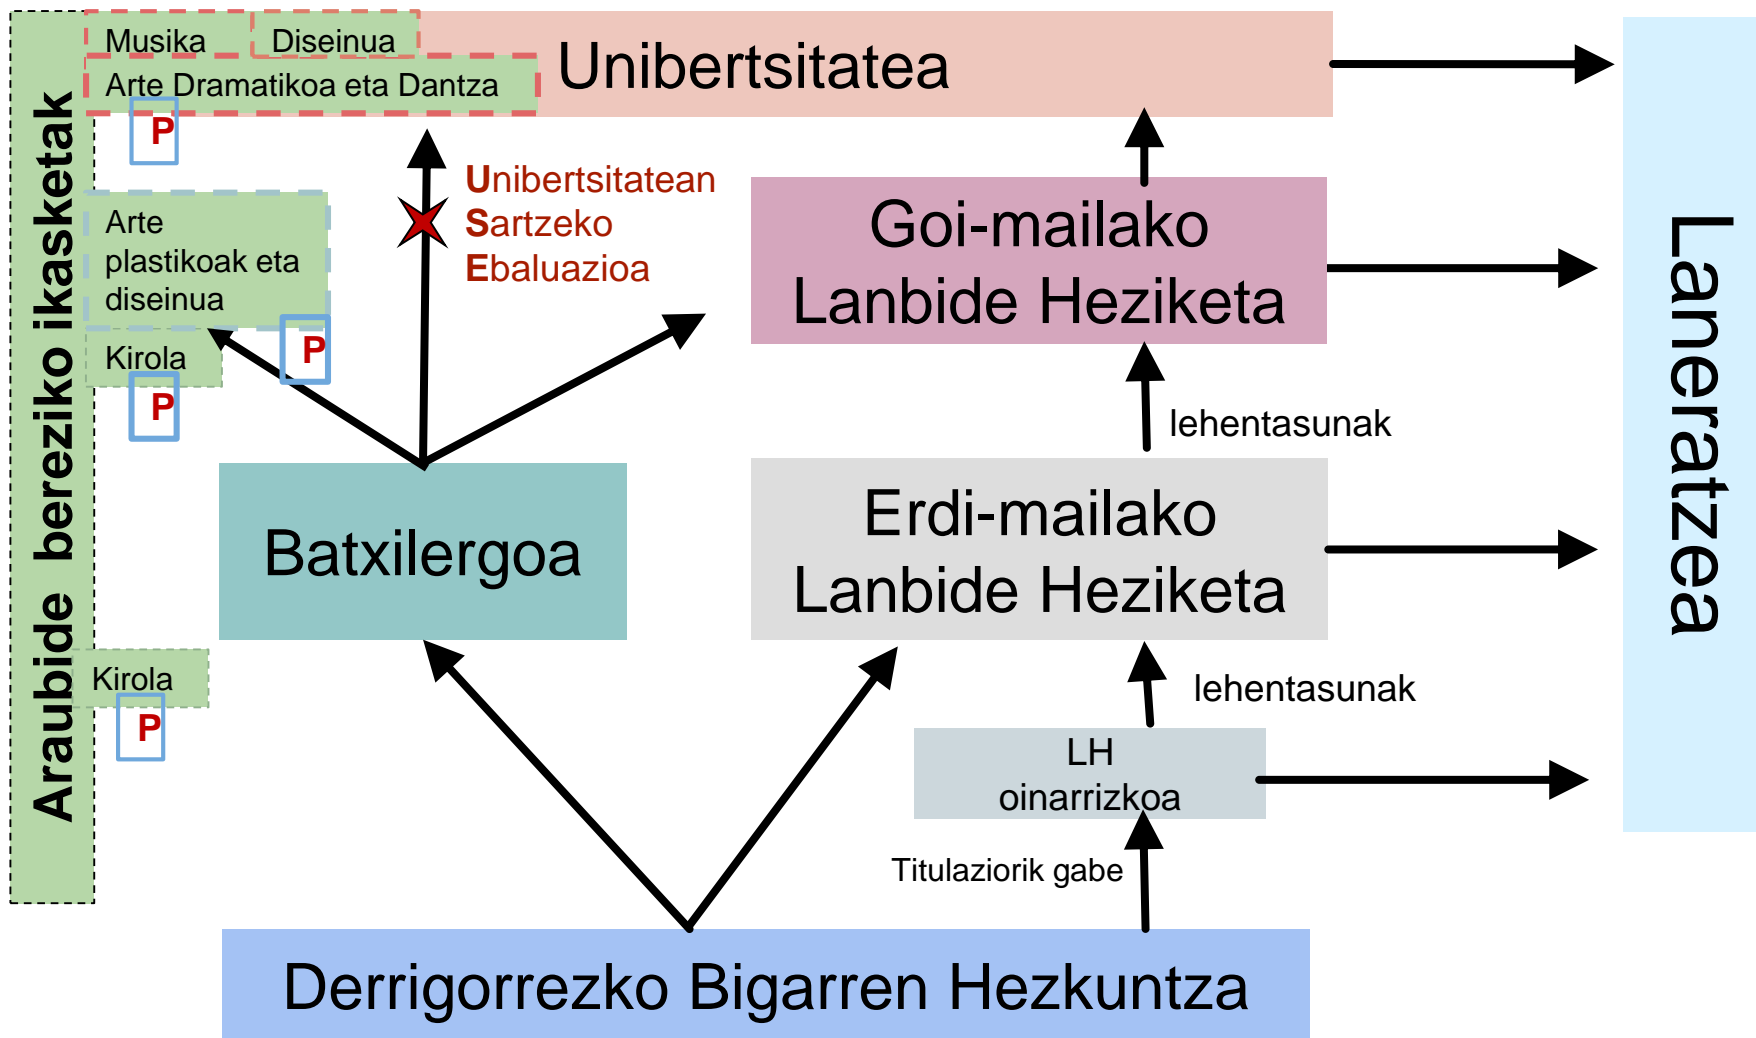 Musika
Diseinua
Unibertsitatea
Arte Dramatikoa eta Dantza
P
Unibertsitatean
Sartzeko
Ebaluazioa
Arte
plastikoak eta
diseinua
P
Kirola
P
Goi-mailako
Lanbide Heziketa
lehentasunak
Batxilergoa
Erdi-mailako
Lanbide Heziketa
Kirola
P
lehentasunak
LH
oinarrizkoa
Titulaziorik gabe
Derrigorrezko Bigarren Hezkuntza
Araubide bereziko ikasketak
Laneratzea